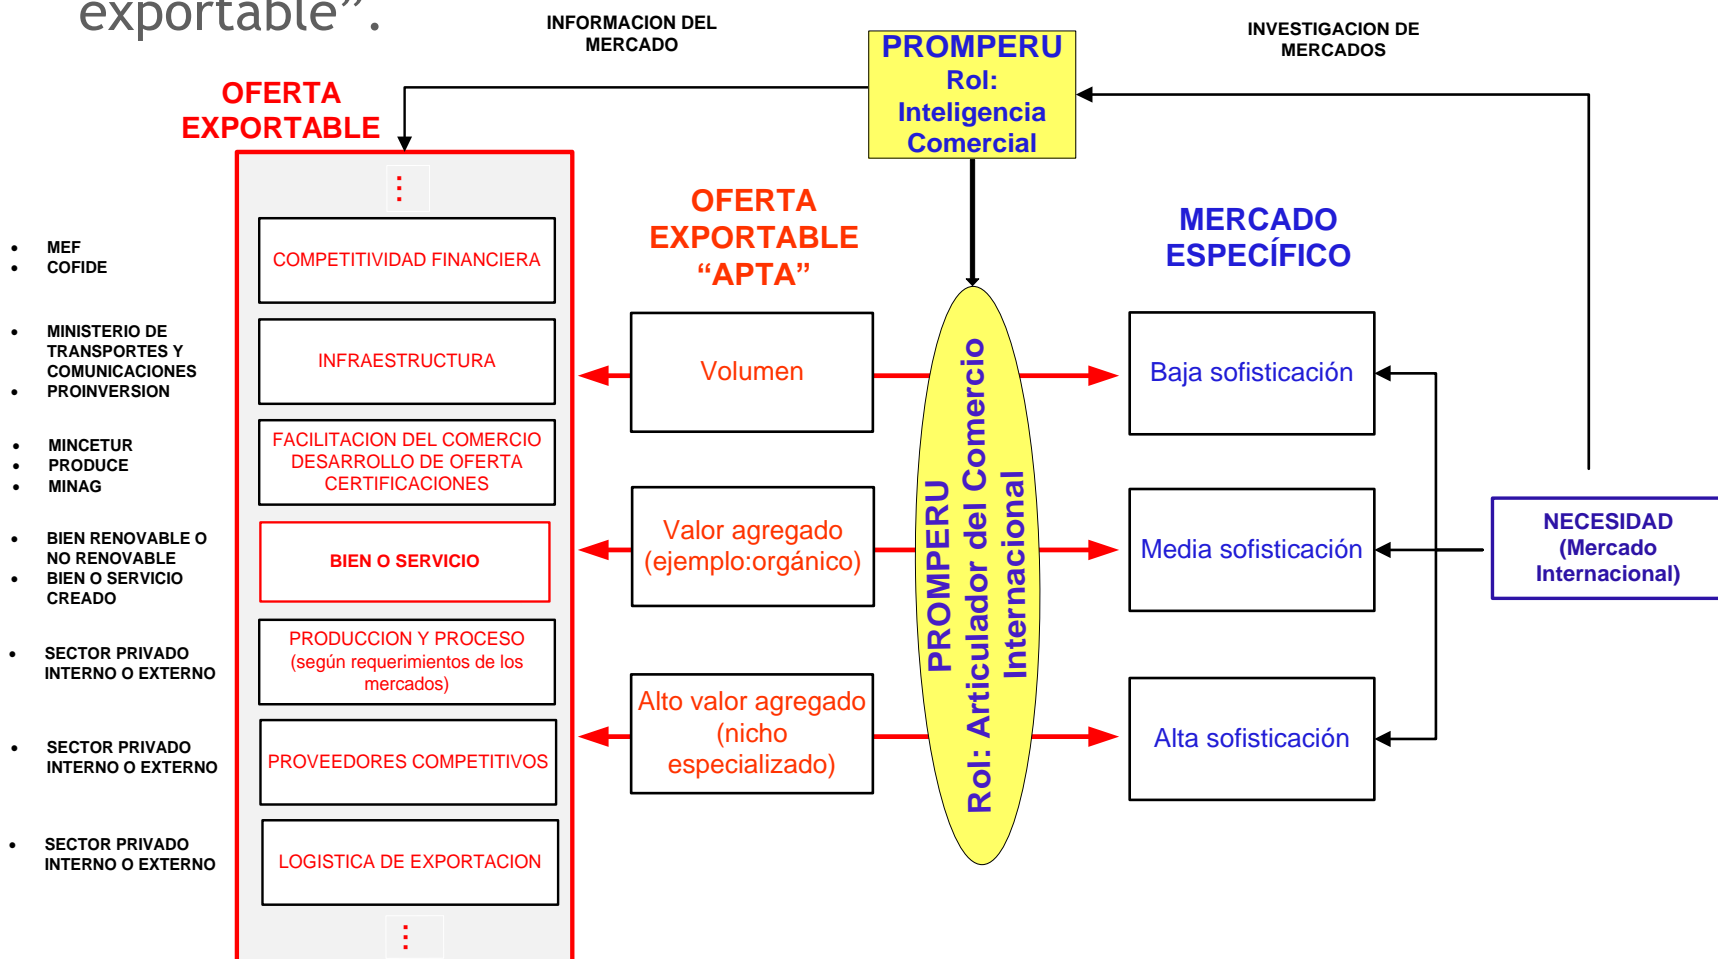 exportable”.
INFORMACION DEL
MERCADO
PROMPERU
Rol:
Inteligencia
Comercial
INVESTIGACION DE
MERCADOS
OFERTA
EXPORTABLE
OFERTA
EXPORTABLE
“APTA”
MERCADO
ESPECÍFICO
• MEF
• COFIDE
COMPETITIVIDAD FINANCIERA
• MINISTERIO DE
TRANSPORTES Y
COMUNICACIONES
• PROINVERSION
INFRAESTRUCTURA
Volumen
Baja sofisticación
• MINCETUR
• PRODUCE
• MINAG
FACILITACION DEL COMERCIO
DESARROLLO DE OFERTA
CERTIFICACIONES
• BIEN RENOVABLE O
NO RENOVABLE
• BIEN O SERVICIO
CREADO
BIEN O SERVICIO
Valor agregado
(ejemplo:orgánico)
PROMPERU
Rol: Articulador del Comercio
Internacional
Media sofisticación
NECESIDAD
(Mercado
Internacional)
• SECTOR PRIVADO
INTERNO O EXTERNO
PRODUCCION Y PROCESO
(según requerimientos de los
mercados)
Alto valor agregado
(nicho
especializado)
Alta sofisticación
• SECTOR PRIVADO
INTERNO O EXTERNO
PROVEEDORES COMPETITIVOS
• SECTOR PRIVADO
INTERNO O EXTERNO
LOGISTICA DE EXPORTACION